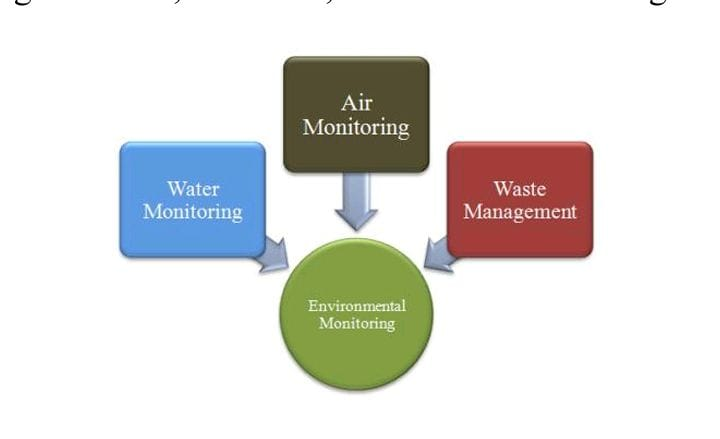 Air
Monitoring
Water
Monitoring
Waste
Management
Environmental
Monitoring